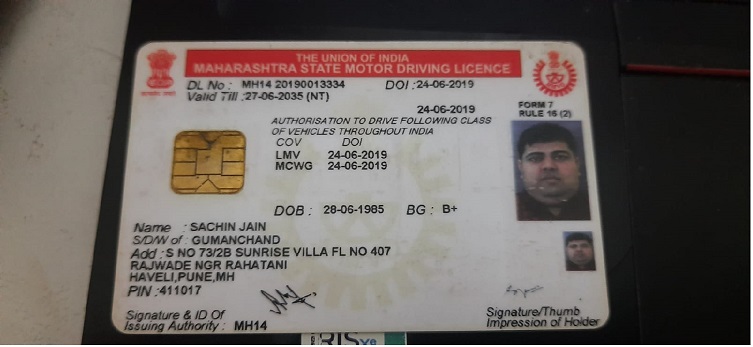 THE UNION OF INDIA
MAHARASHTRA STATE MOTOR DRIVING LICENCE
DL No : MH14 20190013334 DOI :24-06-2019
Valid Till :27-06-2035 (NT)
24-06-2019
FORM 7
RULE 16 (2)
AUTHORISATION TO DRIVE FOLLOWING CLASS
OF VEHICLES THROUGHOUT INDIA
COV DOI
LMV 24-06-2019
MCWG 24-06-2019
DOB : 28-06-1985 BG : B+
Name : SACHIN JAIN
S/D/W of : GUMANCHAND
Add :S NO 73/2B SUNRISE VILLA FL NO 407
RAJWADE NGR RAHATANI
HAVELI,PUNE,MH
PIN :411017
Signature & ID Of
Issuing Authority : MH14
Signature/Thumb
Impression of Holder